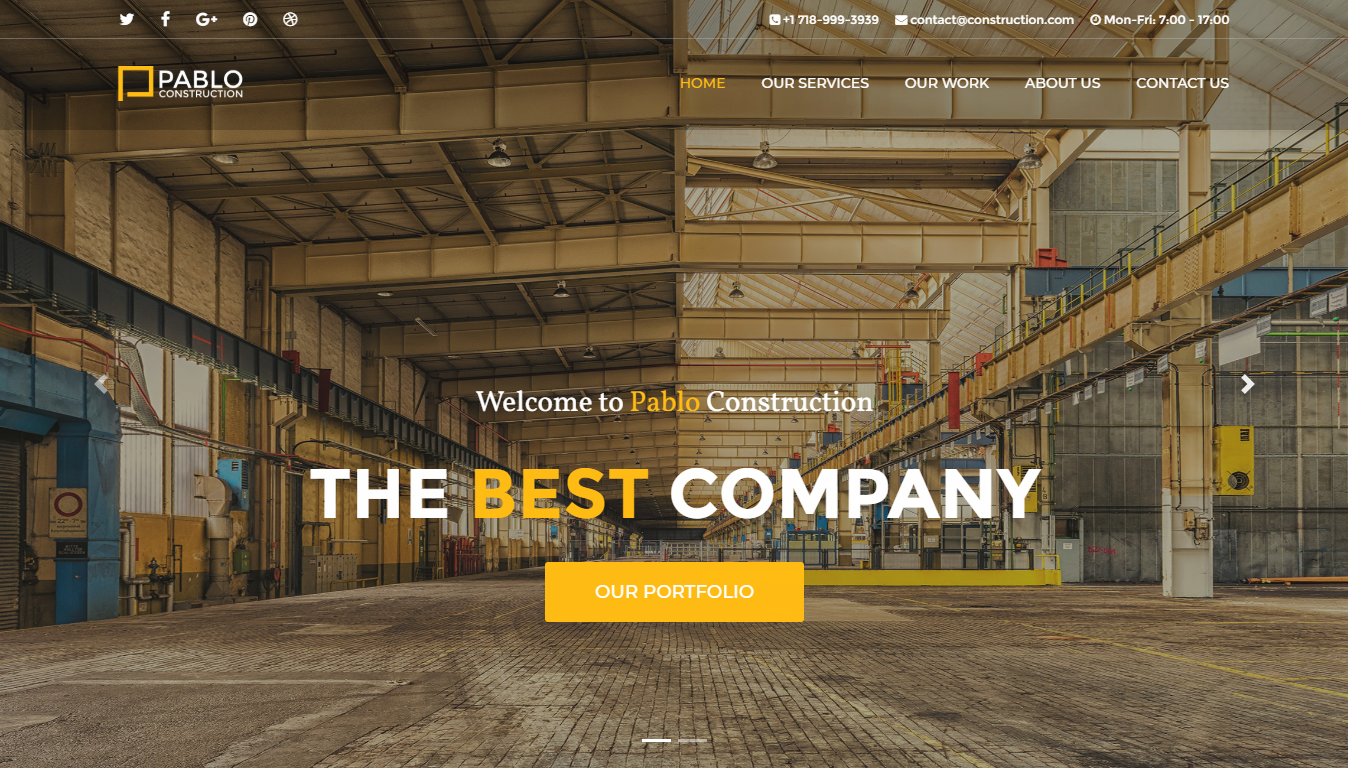 +1 718-999-3939 contact@construction.com Mon-Fri: 7:00 - 17:00
PABLO
CONSTRUCTION
HOME OUR SERVICES OUR WORK ABOUT US CONTACT US
Welcome to Pablo Construction
THE BEST COMPANY
OUR PORTFOLIO